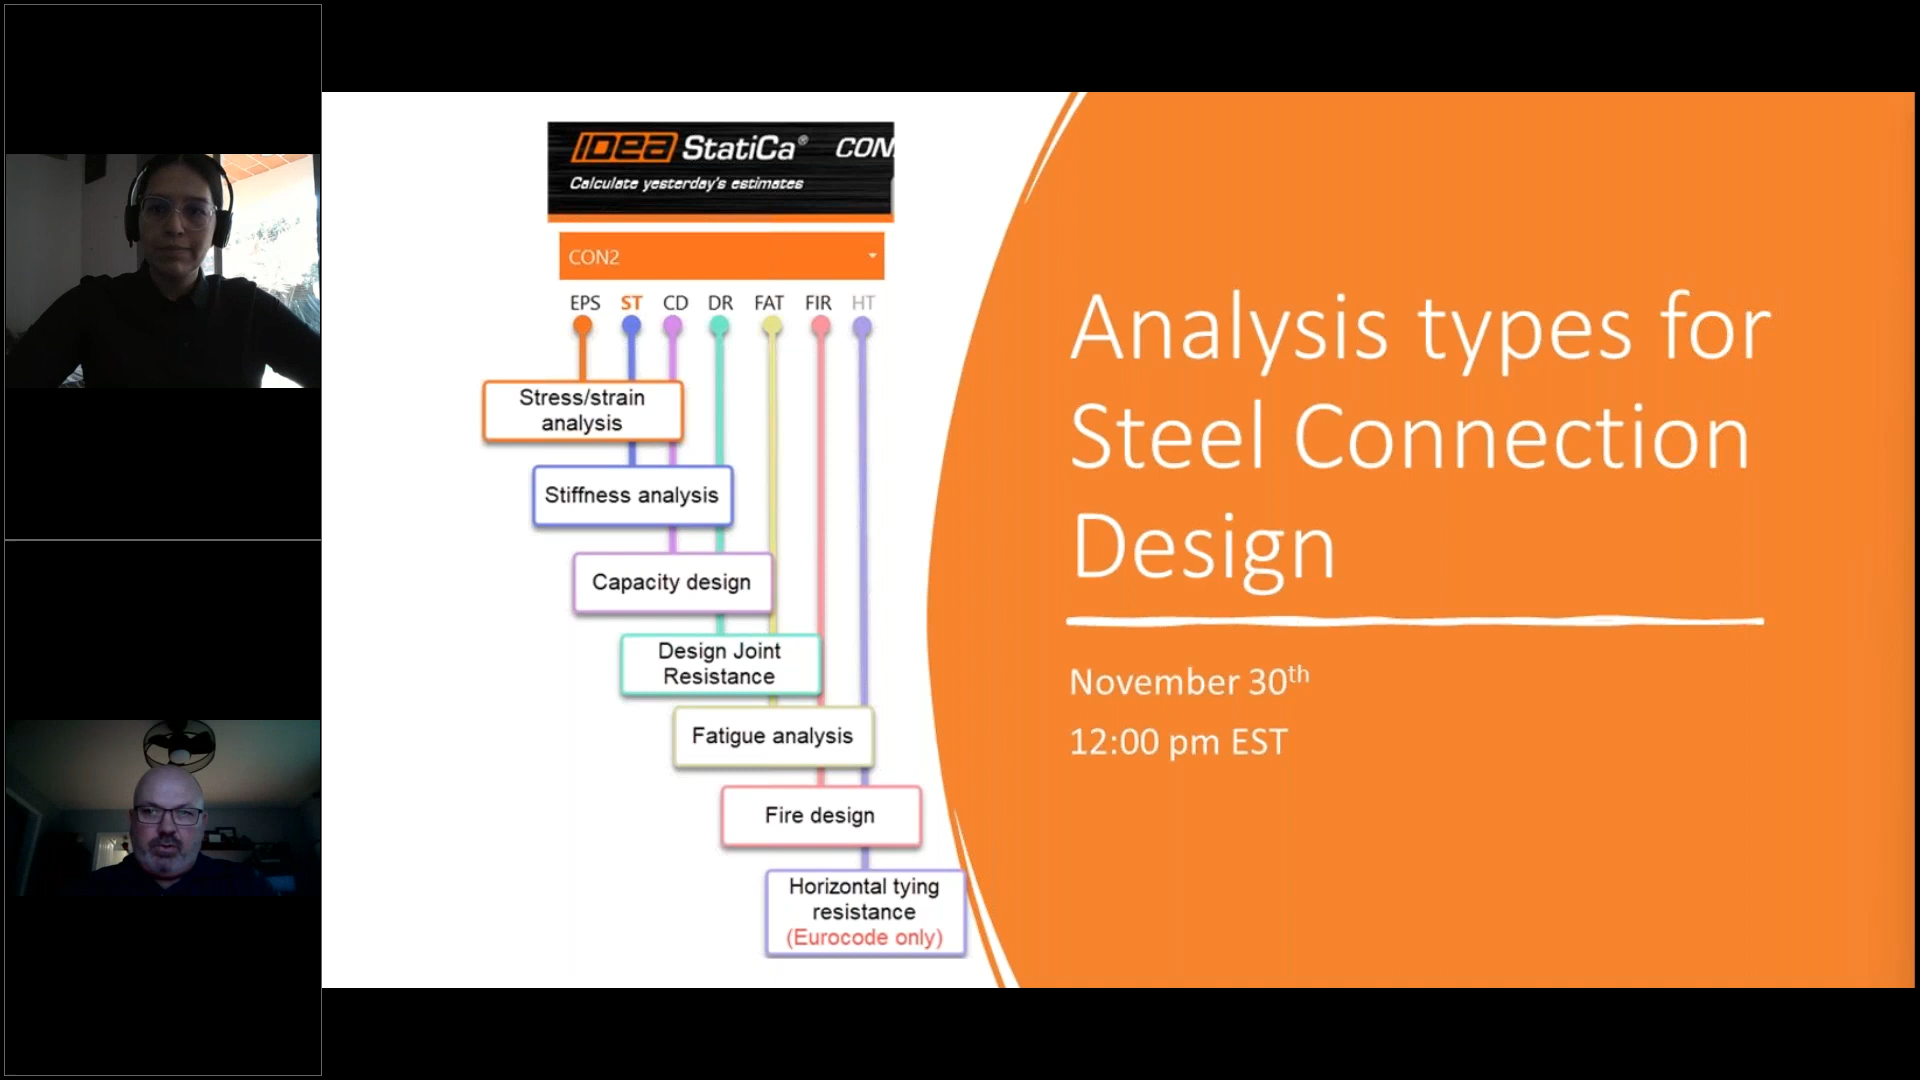 IDEA StatiCa® CON
Calculate yesterday's estimates
CON2
EPS ST CD DR FAT FIR HT
Stress/strain
analysis
Stiffness analysis
Capacity design
Design Joint
Resistance
Fatigue analysis
Fire design
Horizontal tying
resistance
(Eurocode only)
Analysis types for
Steel Connection
Design
November 30th
12:00 pm EST